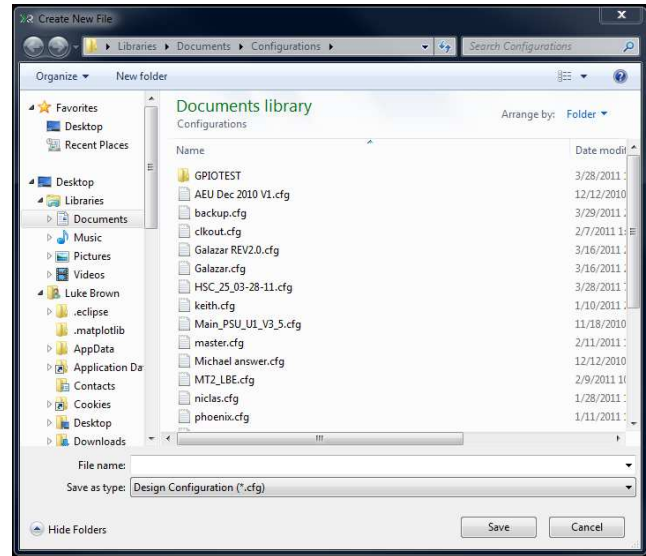 Create New File
Libraries Documents Configurations
Search Configurations
Organize New folder
Favorites
Desktop
Recent Places
Desktop
Libraries
Documents
Music
Pictures
Videos
Luke Brown
.eclipse
.matplotlib
AppData
Application Da
Contacts
Cookies
Desktop
Downloads
Documents library
Configurations
Arrange by: Folder
Name Date modif
GPIOTEST 3/28/2011
AEU Dec 2010 V1.cfg 12/12/2010
backup.cfg 3/29/2011
clkout.cfg 2/7/2011 1:
Galazar REV2.0.cfg 3/16/2011
Galazar.cfg 3/16/2011
HSC_25_03-28-11.cfg 3/28/2011
keith.cfg 1/10/2011
Main_PSU_U1_V3_5.cfg 11/18/2010
master.cfg 2/11/2011
Michael answer.cfg 12/12/2010
MT2_LBE.cfg 2/9/2011 1
niclas.cfg 1/28/2011
phoenix.cfg 1/11/2011
File name:
Save as type: Design Configuration (*.cfg)
Hide Folders
Save Cancel